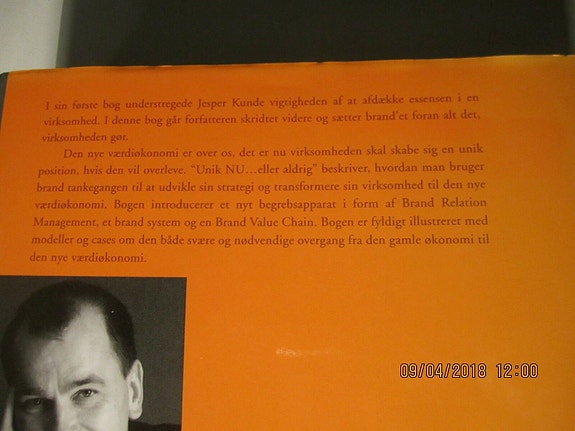 I sin første bog understregede Jesper Kunde vigtigheden af at afdække essensen i en
virksomhed. I denne bog går forfatteren skridtet videre og sætter brand'et foran alt det,
virksomheden gør.
Den nye værdiøkonomi er over os, det er nu virksomheden skal skabe sig en unik
position, hvis den vil overleve. "Unik NU...eller aldrig" beskriver, hvordan man bruger
brand tankegangen til at udvikle sin strategi og transformere sin virksomhed til den nye
værdiøkonomi. Bogen introducerer et nyt begrebsapparat i form af Brand Relation
Management, et brand system og en Brand Value Chain. Bogen er fyldigt illustreret med
modeller og cases om den både svære og nødvendige overgang fra den gamle økonomi til
den nye værdiøkonomi.
09/04/2018 12:00